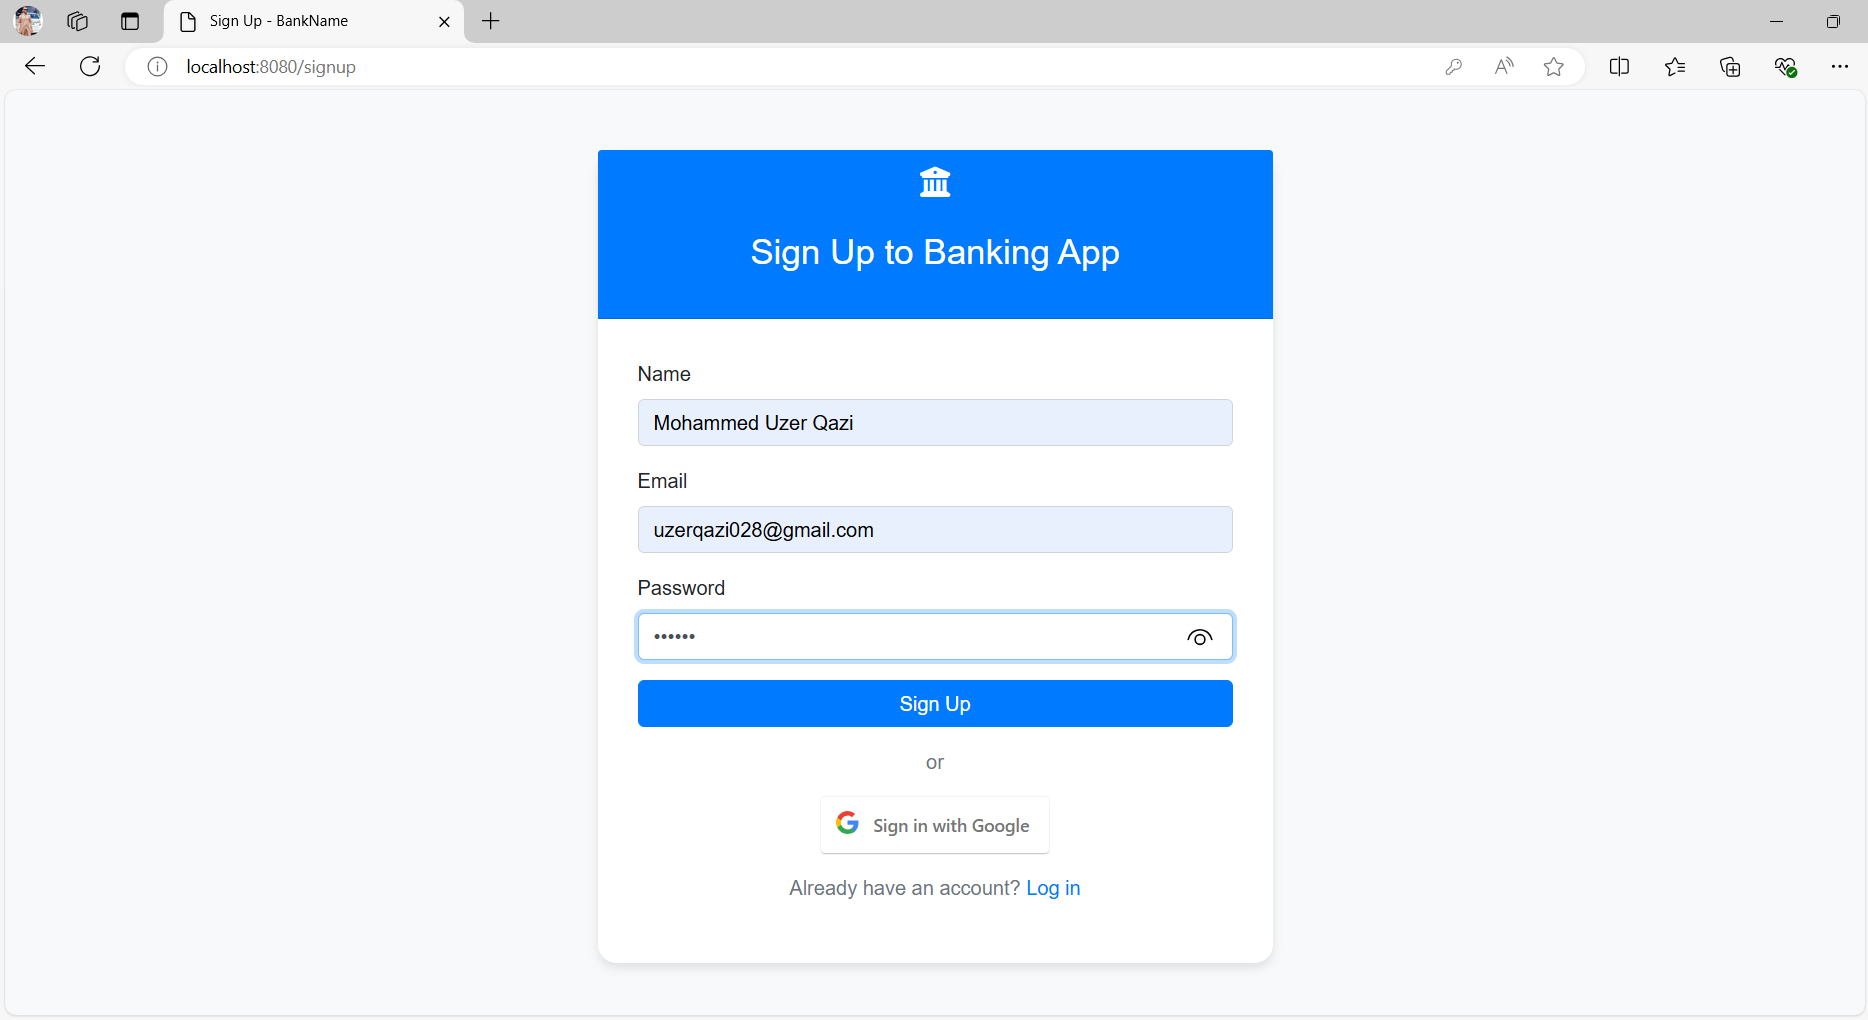 Sign Up - BankName
localhost:8080/signup
Sign Up to Banking App
Name
Mohammed Uzer Qazi
Email
uzerqazi028@gmail.com
Password
••••••
Sign Up
or
Sign in with Google
Already have an account? Log in